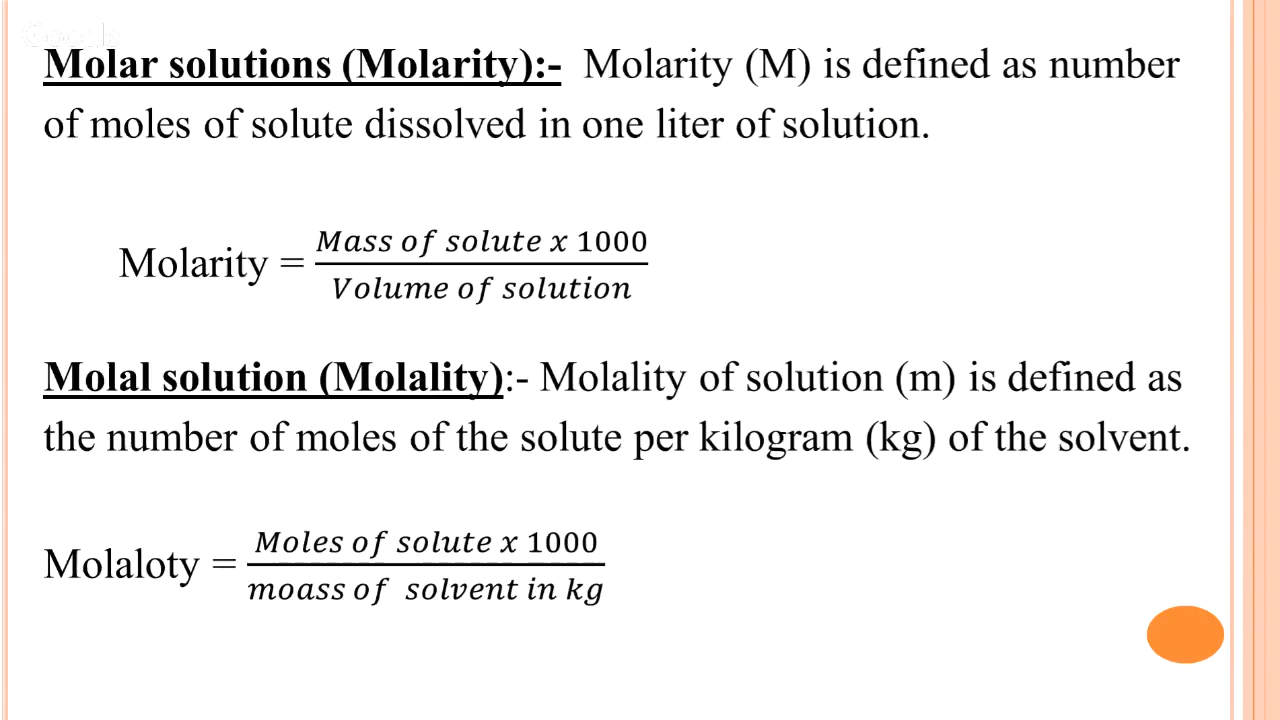 Molar solutions (Molarity):- Molarity (M) is defined as number
of moles of solute dissolved in one liter of solution.
Molarity = Mass of solute x 1000
Volume of solution
Molal solution (Molality):- Molality of solution (m) is defined as
the number of moles of the solute per kilogram (kg) of the solvent.
Molaloty = Moles of solute x 1000
moass of solvent in kg